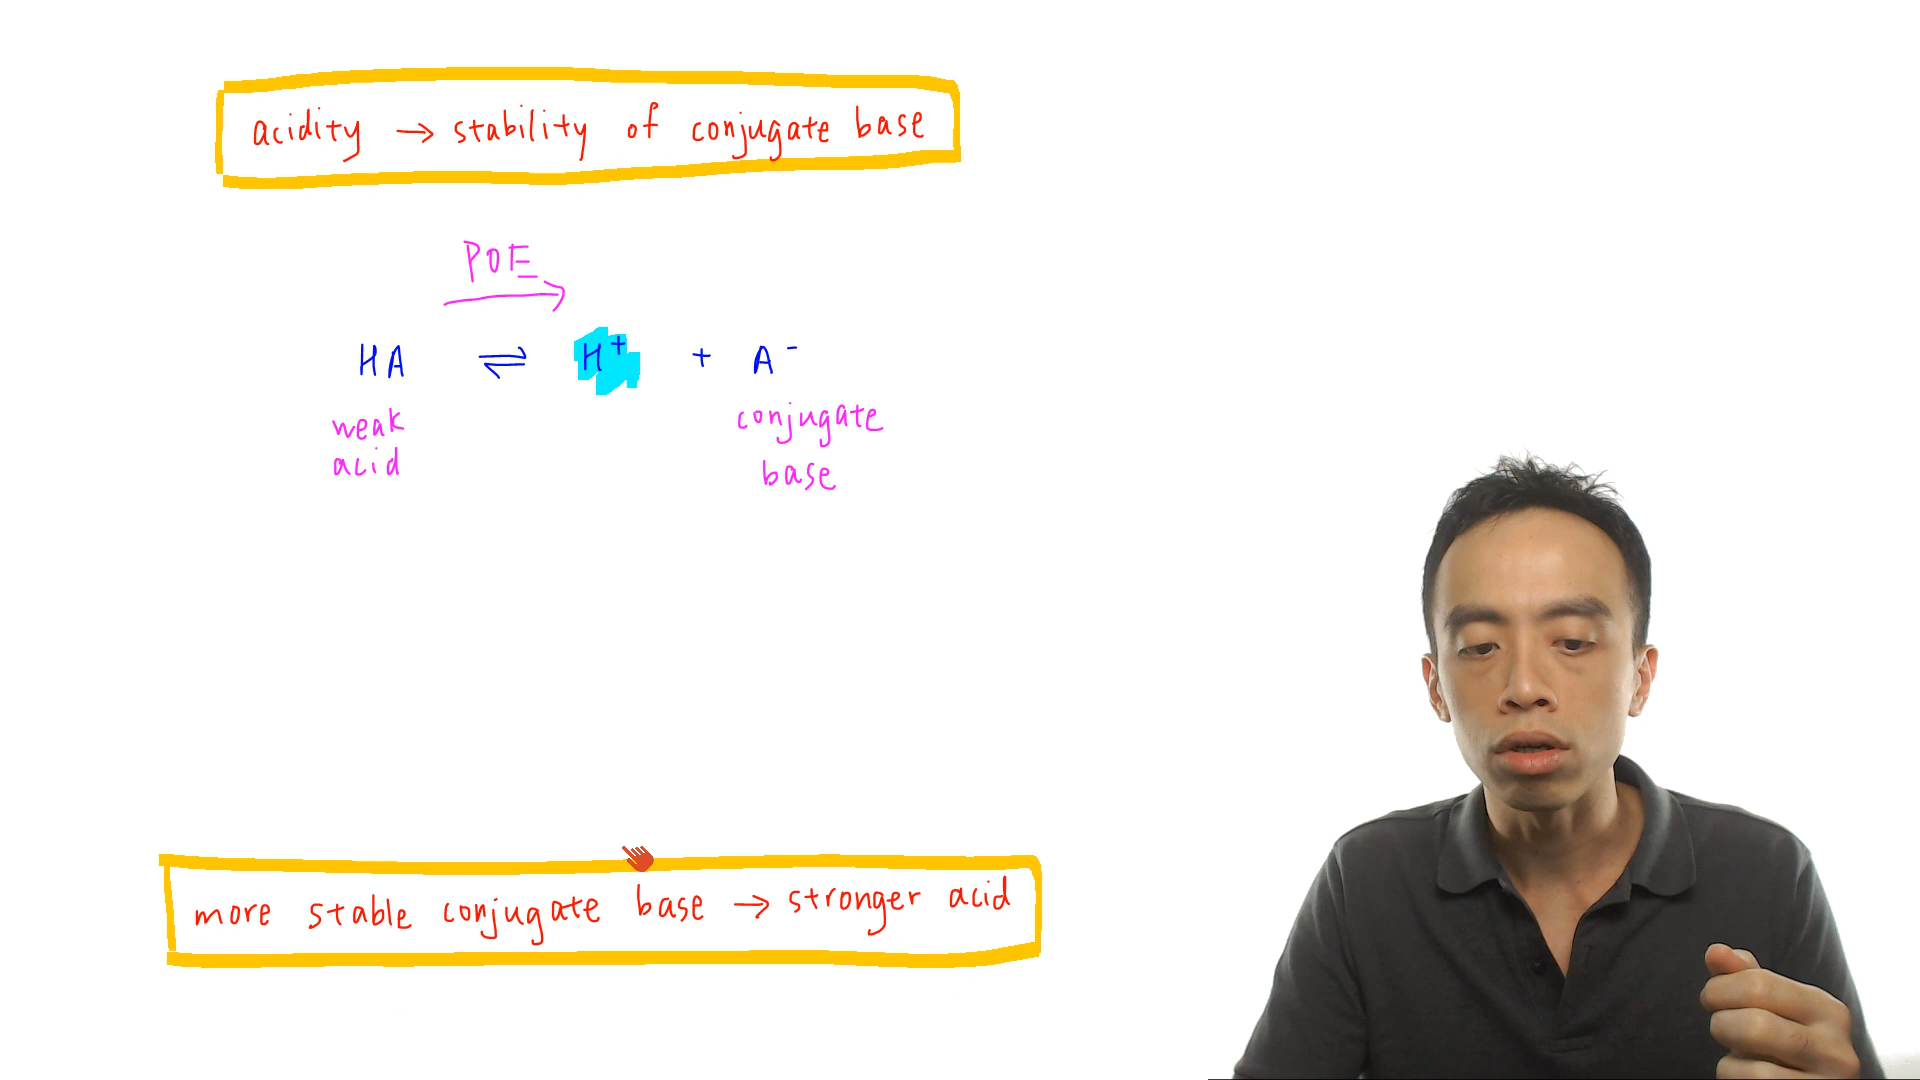 acidity → stability of conjugate base
POE
HA ⇌ H⁺ + A⁻
weak
acid
conjugate
base
more stable conjugate base → stronger acid